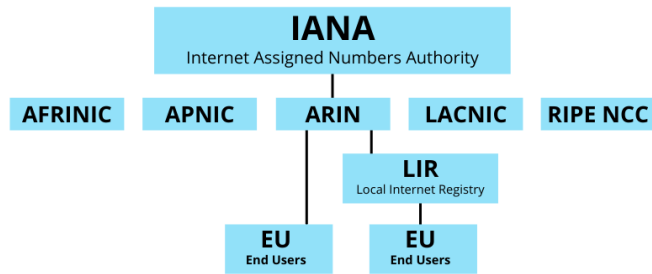 IANA
Internet Assigned Numbers Authority
AFRINIC
APNIC
ARIN
LACNIC
RIPE NCC
LIR
Local Internet Registry
EU
End Users
EU
End Users